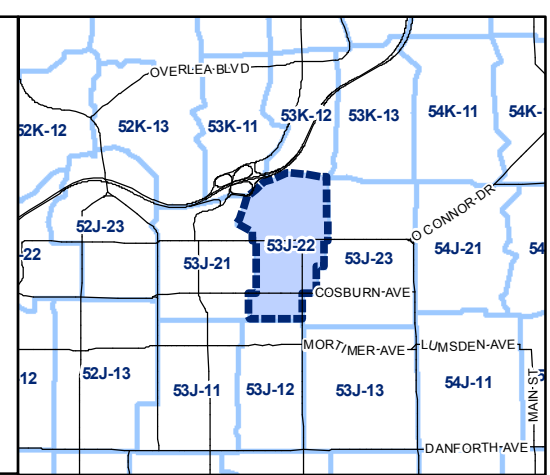 OVERLEA BLVD
52K-12
52K-13
53K-11
53K-12
53K-13
54K-11
54K-
O CONNOR-DR
52J-23
-22
53J-21
53J-22
53J-23
54J-21
54
COSBURN-AVE
MORTIMER-AVE
LUMSDEN-AVE
12
52J-13
53J-11
53J-12
53J-13
54J-11
MAIN-ST
DANFORTH-AVE